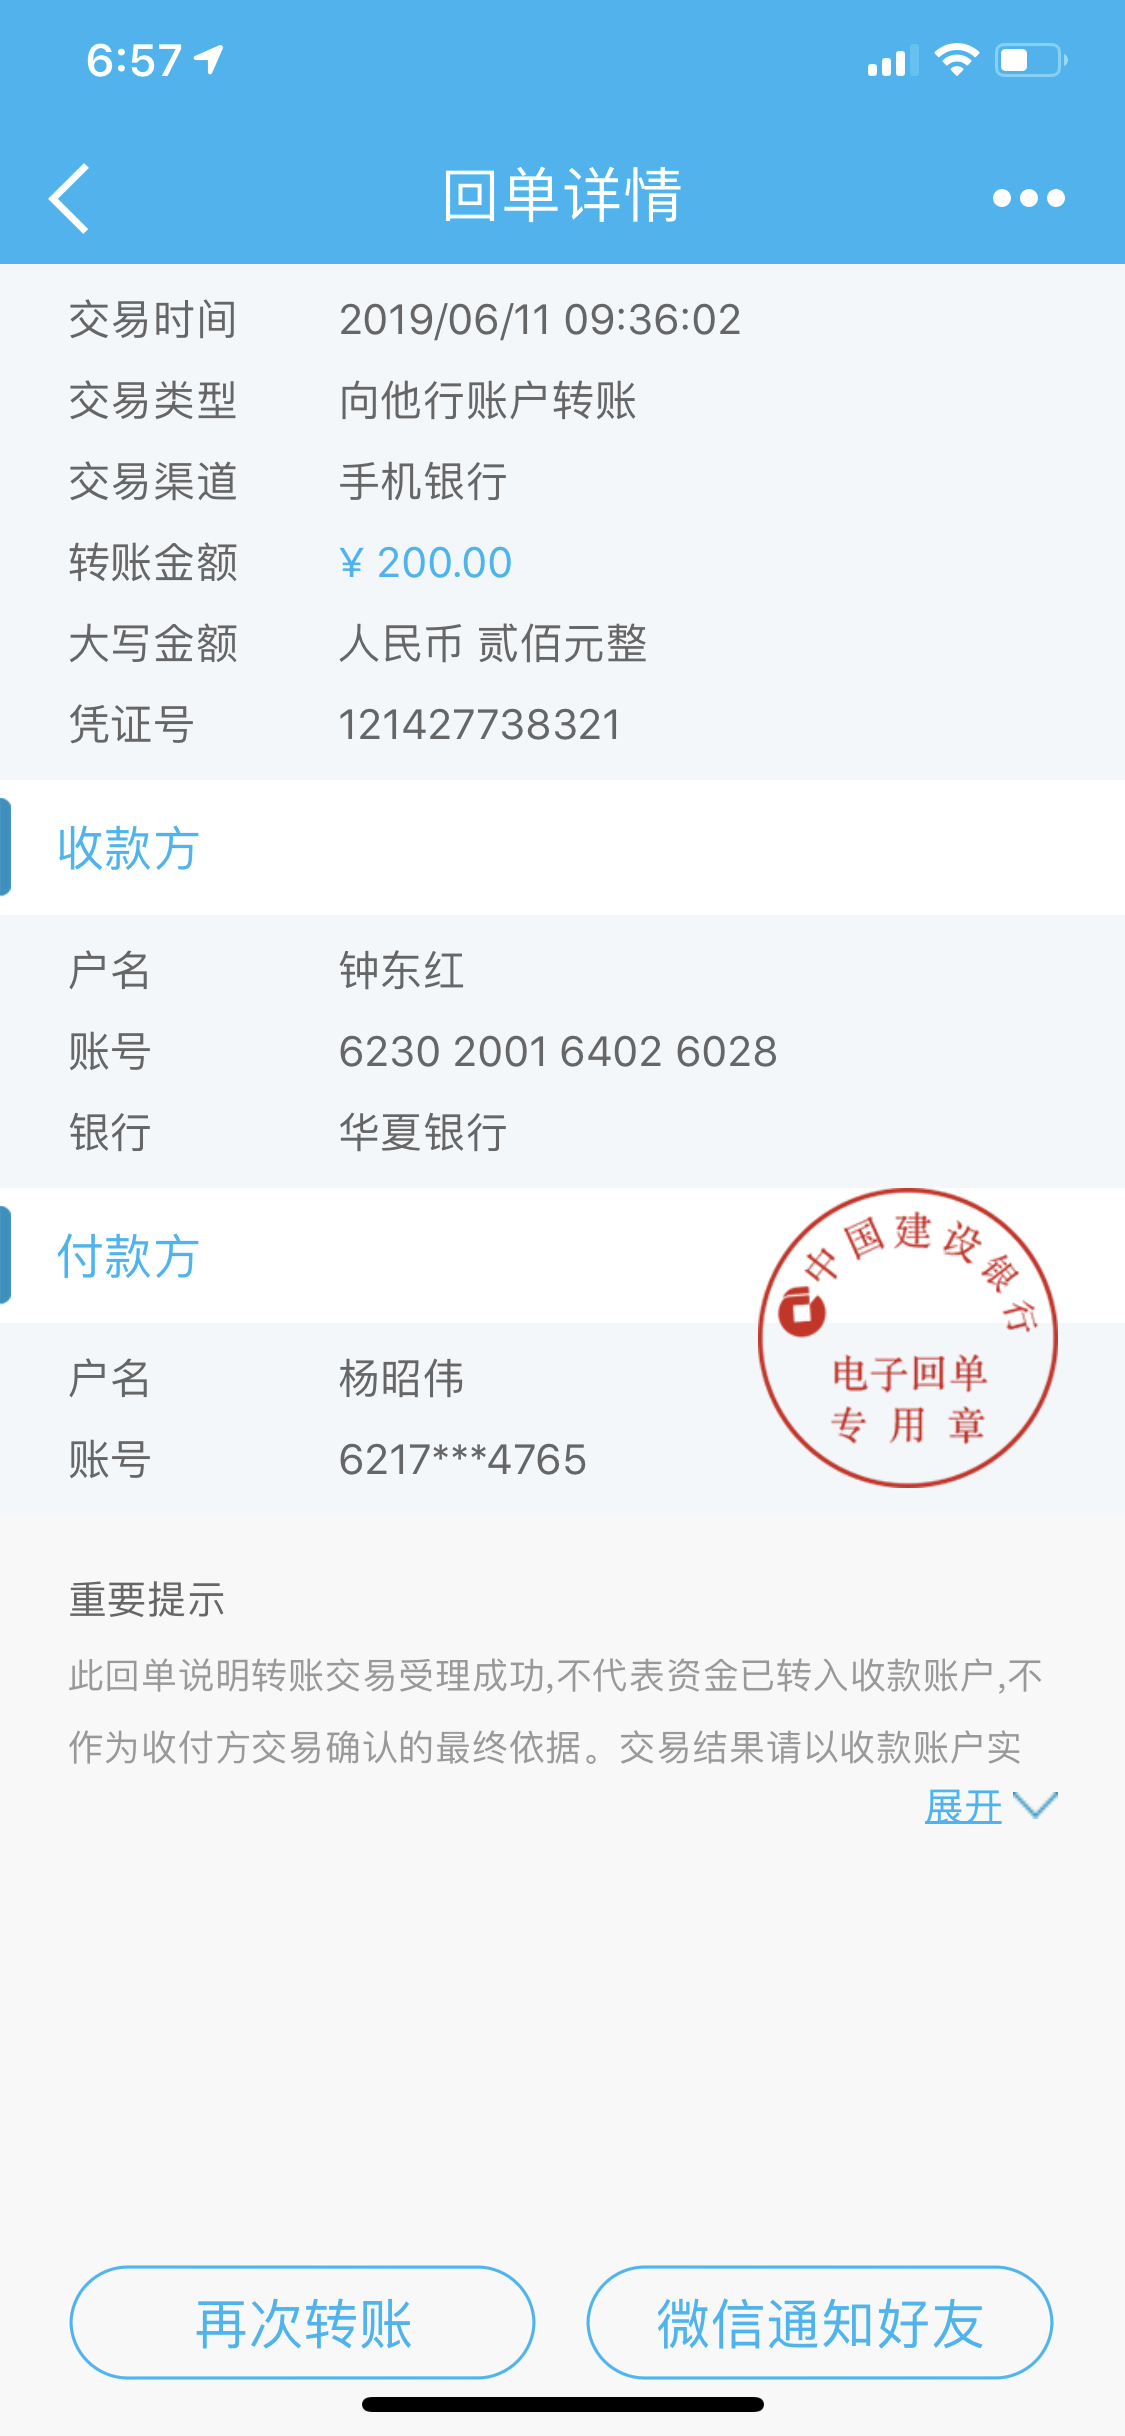 6:57
回单详情
交易时间 2019/06/11 09:36:02
交易类型 向他行账户转账
交易渠道 手机银行
转账金额 ¥ 200.00
大写金额 人民币 贰佰元整
凭证号 121427738321
收款方
户名 钟东红
账号 6230 2001 6402 6028
银行 华夏银行
付款方
中国建设银行
电子回单
专用章
户名 杨昭伟
账号 6217***4765
重要提示
此回单说明转账交易受理成功,不代表资金已转入收款账户,不
作为收付方交易确认的最终依据。交易结果请以收款账户实
展开
再次转账 微信通知好友